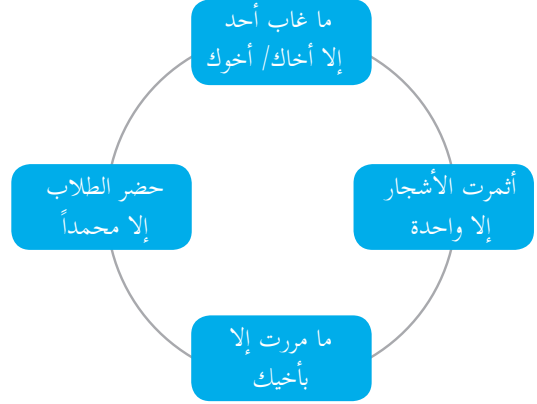 ما غاب أحد
إلا أخاك/ أخوك
أثمرت الأشجار
إلا واحدة
حضر الطلاب
إلا محمداً
ما مررت إلا
بأخيك